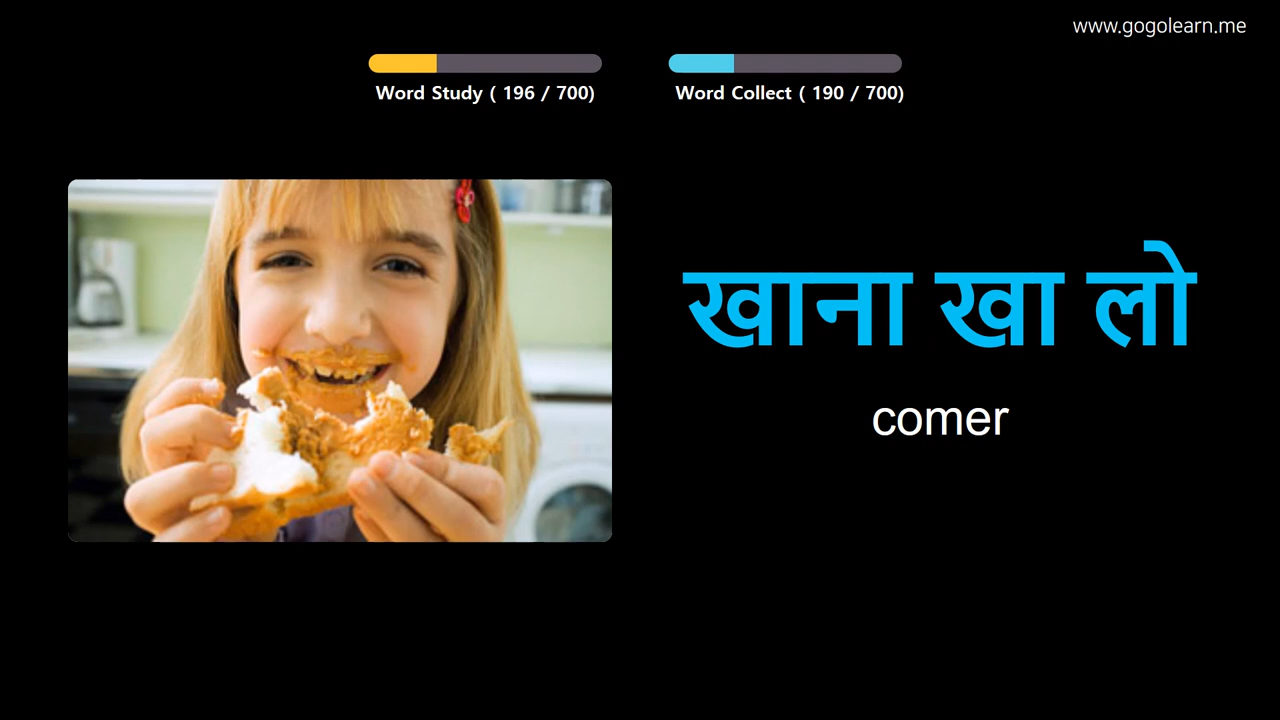 www.gogolearn.me
Word Study ( 196 / 700)
Word Collect ( 190 / 700)
खाना खा लो
comer